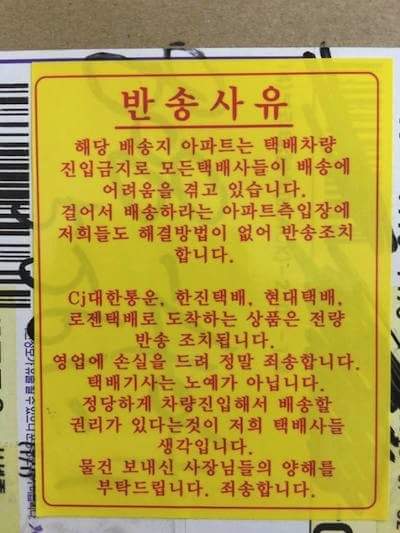 반송사유
해당 배송지 아파트는 택배차량
진입금지로 모든택배사들이 배송에
어려움을 겪고 있습니다.
걸어서 배송하라는 아파트측입장에
저희들도 해결방법이 없어 반송조치
합니다.
Cj대한통운, 한진택배, 현대택배,
로젠택배로 도착하는 상품은 전량
반송 조치됩니다.
영업에 손실을 드려 정말 죄송합니다.
택배기사는 노예가 아닙니다.
정당하게 차량진입해서 배송할
권리가 있다는것이 저희 택배사들
생각입니다.
물건 보내신 사장님들의 양해를
부탁드립니다. 죄송합니다.